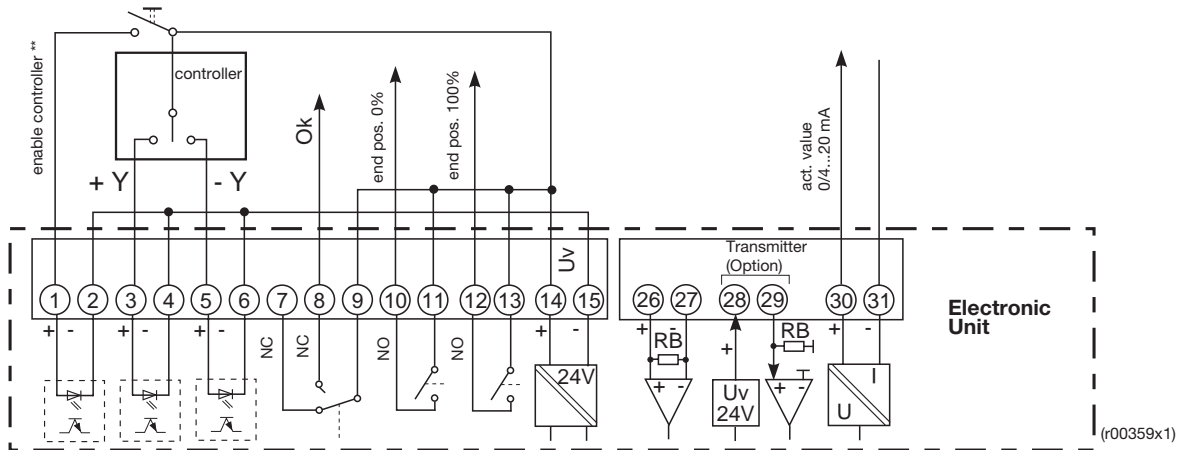 enable controller **
controller
+ Y
- Y
Ok
end pos. 0%
end pos. 100%
act. value
0/4...20 mA
Uv
Transmitter
(Option)
1 2 3 4 5 6 7 8 9 10 11 12 13 14 15
26 27 28 29 30 31
Electronic
Unit
+ - + - + - NC NC NO NO + -
+ - + + -
RB
RB
24V
+ -
Uv
24V
+ -
I
U
(r00359x1)